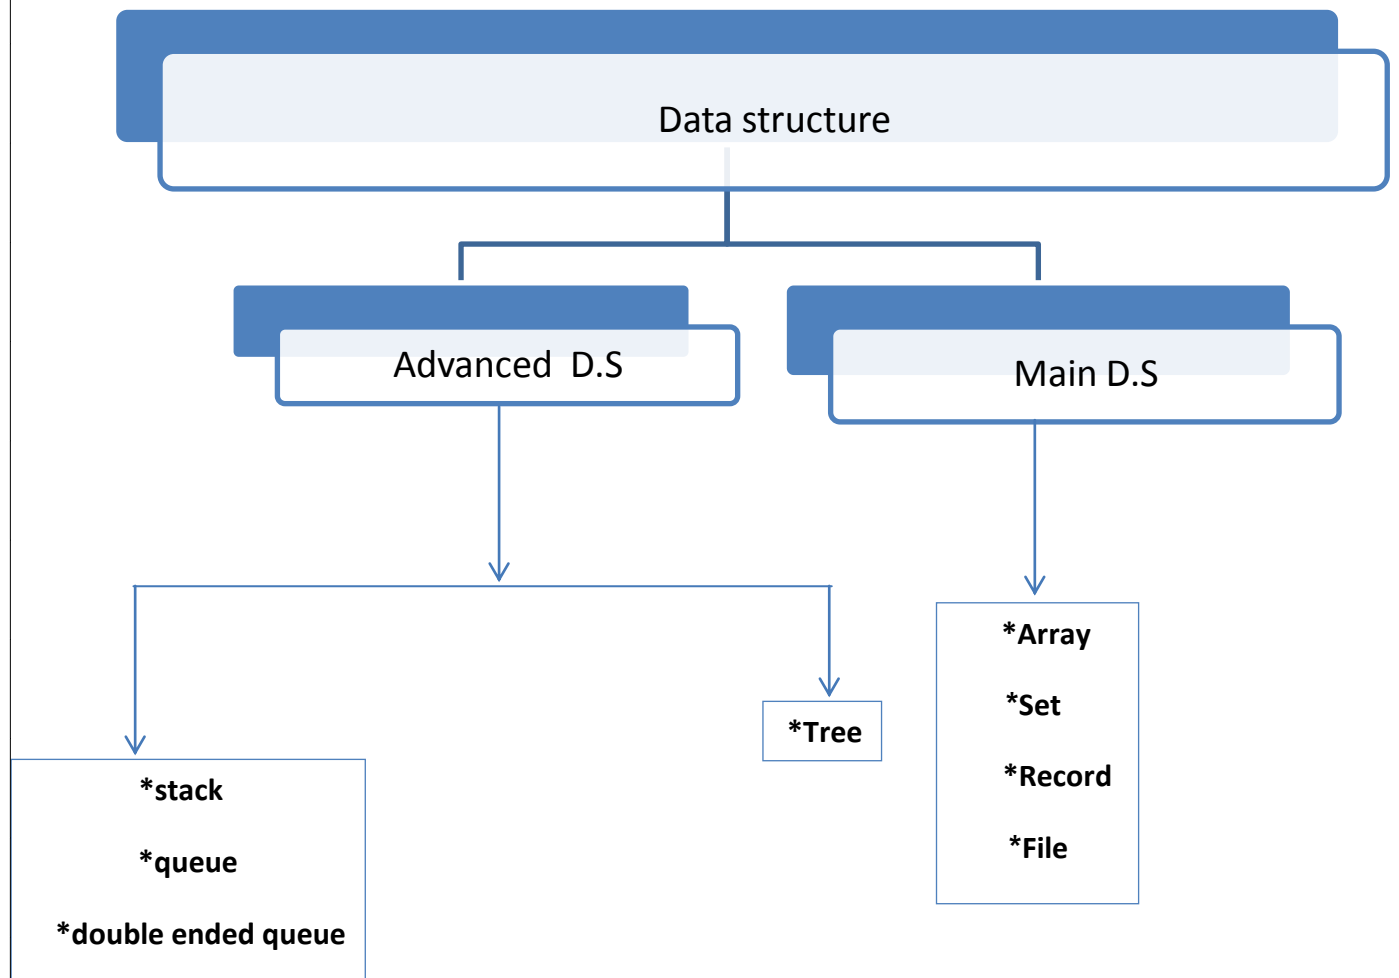 Data structure
Advanced  D.S
Main D.S
*stack
*queue
*double ended queue
*Tree
*Array
*Set
*Record
*File